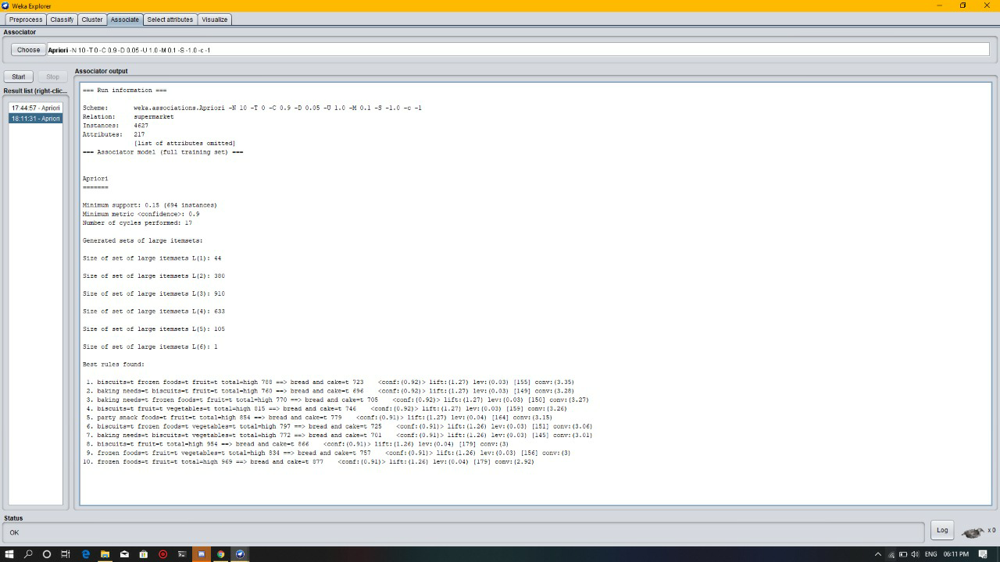 Weka Explorer
Preprocess Classify Cluster Associate Select attributes Visualize
Associator
Choose Apriori -N 10 -T 0 -C 0.9 -D 0.05 -U 1.0 -M 0.1 -S -1.0 -c -1
Start Stop
Result list (right-clic...
17:44:57 - Apriori
18:11:31 - Apriori
Associator output
=== Run information ===
Scheme: weka.associations.Apriori -N 10 -T 0 -C 0.9 -D 0.05 -U 1.0 -M 0.1 -S -1.0 -c -1
Relation: supermarket
Instances: 4627
Attributes: 217
[list of attributes omitted]
=== Associator model (full training set) ===
Apriori
=======
Minimum support: 0.15 (694 instances)
Minimum metric <confidence>: 0.9
Number of cycles performed: 17
Generated sets of large itemsets:
Size of set of large itemsets L(1): 44
Size of set of large itemsets L(2): 380
Size of set of large itemsets L(3): 910
Size of set of large itemsets L(4): 633
Size of set of large itemsets L(5): 105
Size of set of large itemsets L(6): 1
Best rules found:
1. biscuits=t frozen foods=t fruit=t total=high 788 ==> bread and cake=t 723 <conf:(0.92)> lift:(1.27) lev:(0.03) [155] conv:(3.35)
2. baking needs=t biscuits=t fruit=t total=high 760 ==> bread and cake=t 696 <conf:(0.92)> lift:(1.27) lev:(0.03) [149] conv:(3.28)
3. baking needs=t frozen foods=t fruit=t total=high 770 ==> bread and cake=t 705 <conf:(0.92)> lift:(1.27) lev:(0.03) [150] conv:(3.27)
4. biscuits=t fruit=t vegetables=t total=high 815 ==> bread and cake=t 746 <conf:(0.92)> lift:(1.27) lev:(0.03) [159] conv:(3.26)
5. party snack foods=t fruit=t total=high 854 ==> bread and cake=t 779 <conf:(0.91)> lift:(1.27) lev:(0.04) [164] conv:(3.15)
6. biscuits=t frozen foods=t vegetables=t total=high 797 ==> bread and cake=t 725 <conf:(0.91)> lift:(1.26) lev:(0.03) [151] conv:(3.06)
7. baking needs=t biscuits=t vegetables=t total=high 772 ==> bread and cake=t 701 <conf:(0.91)> lift:(1.26) lev:(0.03) [145] conv:(3.01)
8. biscuits=t fruit=t total=high 954 ==> bread and cake=t 866 <conf:(0.91)> lift:(1.26) lev:(0.04) [179] conv:(3)
9. frozen foods=t fruit=t vegetables=t total=high 834 ==> bread and cake=t 757 <conf:(0.91)> lift:(1.26) lev:(0.03) [156] conv:(3)
10. frozen foods=t fruit=t total=high 969 ==> bread and cake=t 877 <conf:(0.91)> lift:(1.26) lev:(0.04) [179] conv:(2.92)
Status
OK
Log x 0
06:11 PM